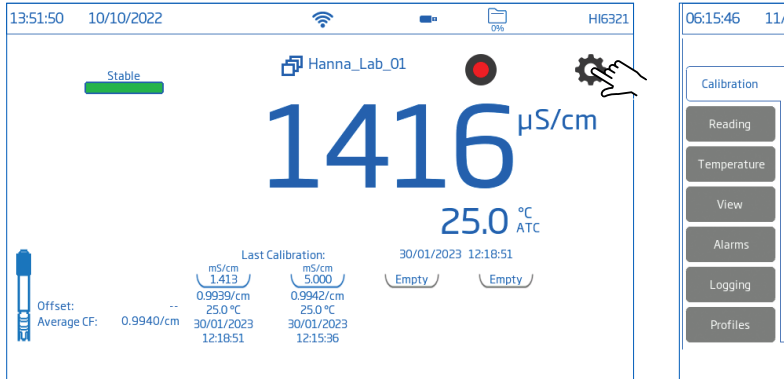 13:51:50 10/10/2022 0% HI6321
Stable
Hanna_Lab_01
1416 µS/cm
25.0 °C
ATC
Last Calibration: 30/01/2023 12:18:51
mS/cm mS/cm
1.413 5.000 Empty Empty
0.9939/cm 0.9942/cm
25.0 °C 25.0 °C
30/01/2023 30/01/2023
12:18:51 12:15:36
Offset: --
Average CF: 0.9940/cm
06:15:46 11/
Calibration
Reading
Temperature
View
Alarms
Logging
Profiles